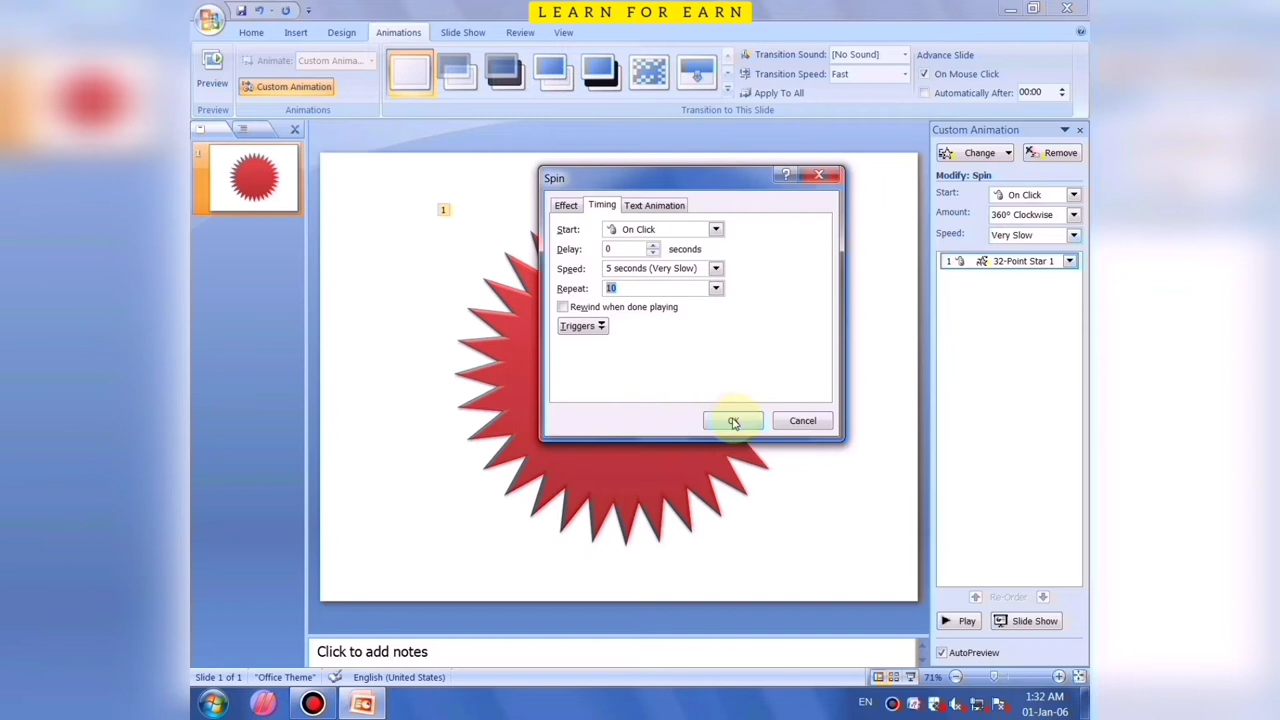 LEARN FOR EARN
Home Insert Design Animations Slide Show Review View
Preview
Animate: Custom Anima...
Custom Animation
Transition Sound: [No Sound]
Transition Speed: Fast
Apply To All
Advance Slide
On Mouse Click
Automatically After: 00:00
Preview Animations Transition To This Slide
1
1
Spin
Effect Timing Text Animation
Start: On Click
Delay: 0 seconds
Speed: 5 seconds (Very Slow)
Repeat: 10
Rewind when done playing
Triggers
OK Cancel
Custom Animation
Change Remove
Modify: Spin
Start: On Click
Amount: 360° Clockwise
Speed: Very Slow
1 32-Point Star 1
Re-Order
Play Slide Show
AutoPreview
Click to add notes
Slide 1 of 1 "Office Theme" English (United States) 71%
EN 1:32 AM
01-Jan-06